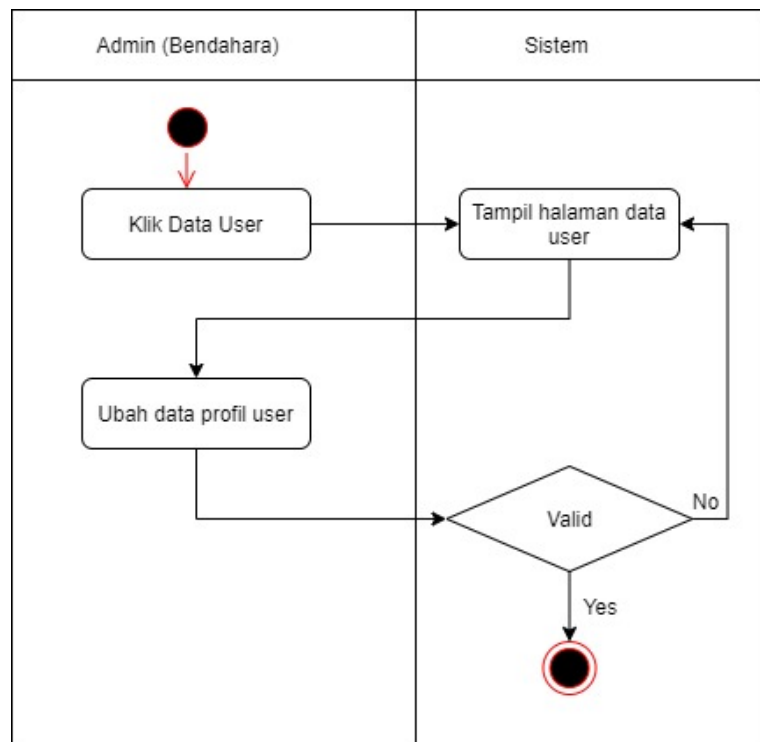 Admin (Bendahara)
Sistem
Klik Data User
Tampil halaman data
user
Ubah data profil user
Valid
No
Yes